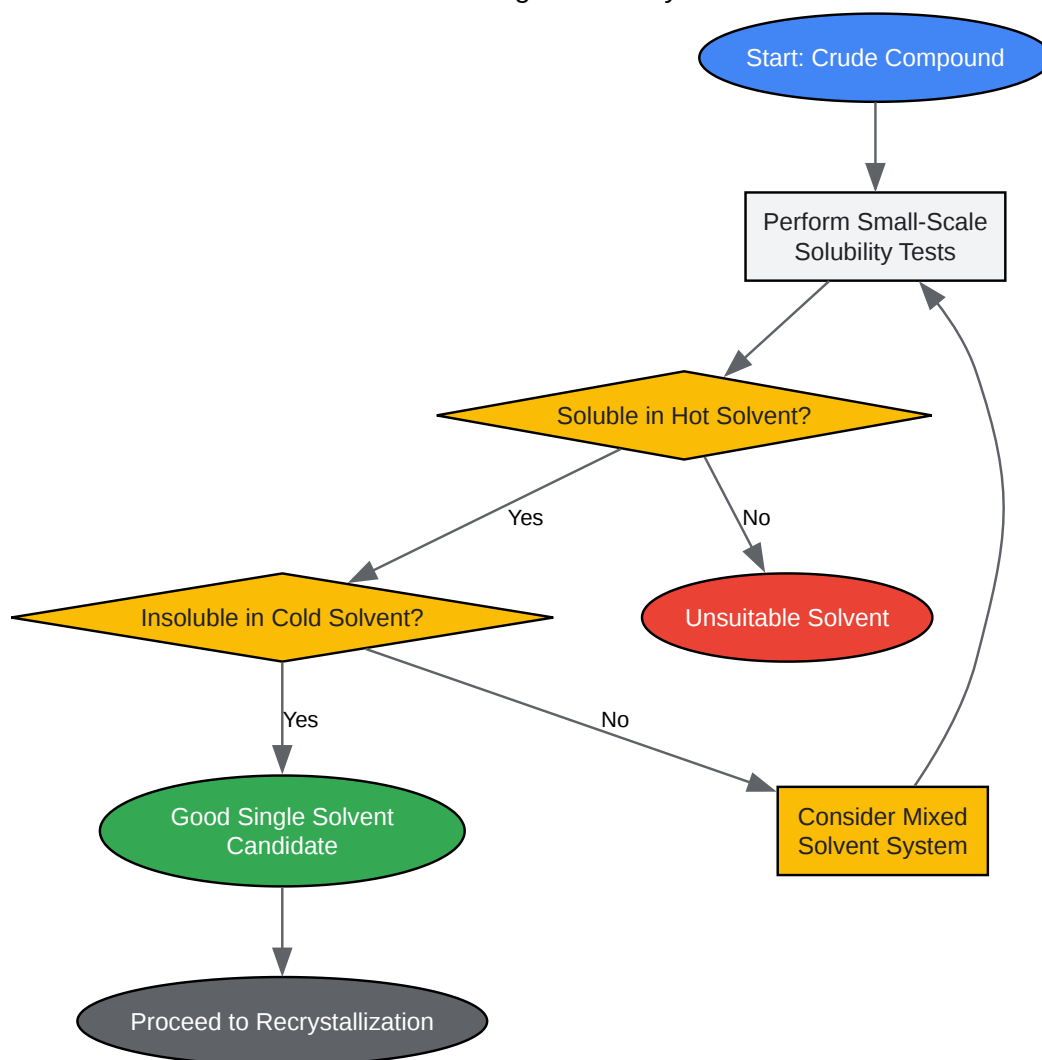 Start: Crude Compound
Perform Small-Scale
Solubility Tests
Soluble in Hot Solvent?
Yes
No
Insoluble in Cold Solvent?
Unsuitable Solvent
Yes
No
Good Single Solvent
Candidate
Consider Mixed
Solvent System
Proceed to Recrystallization